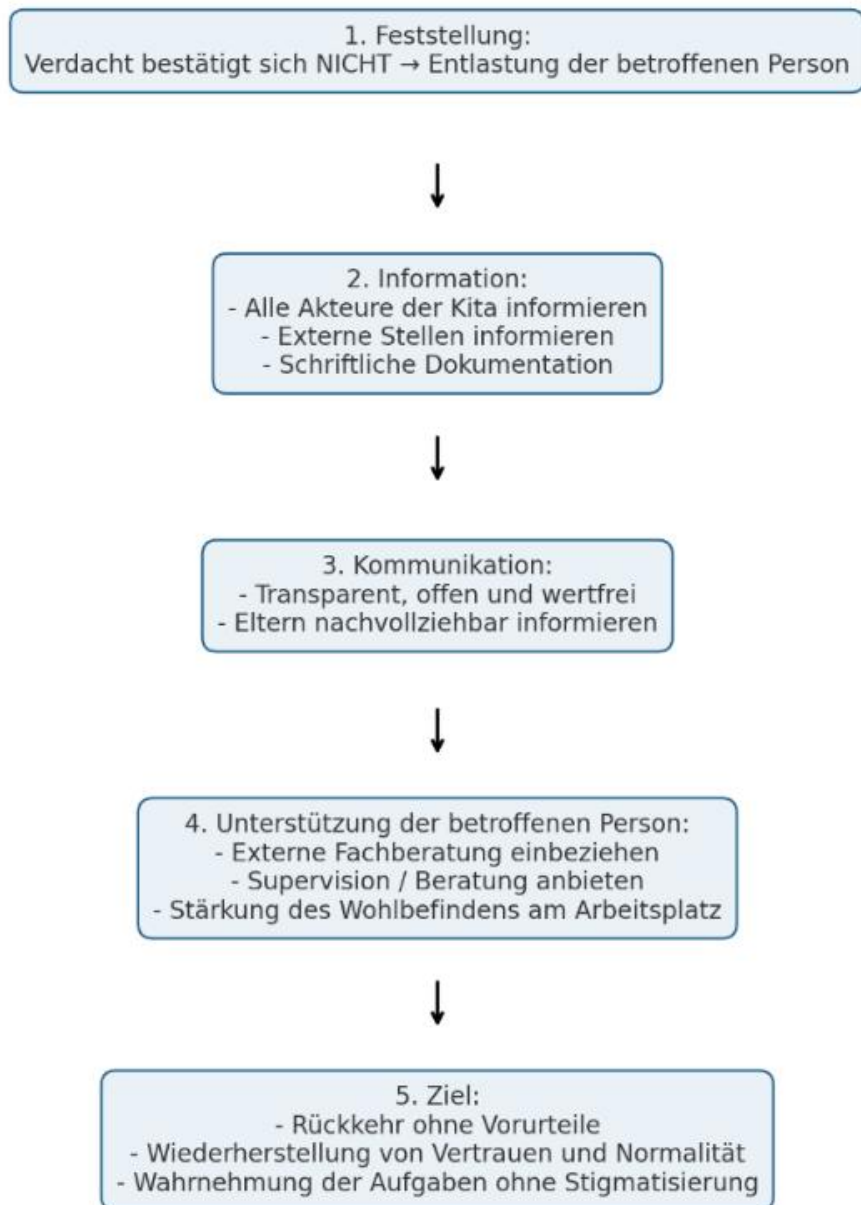 1. Feststellung:
Verdacht bestätigt sich NICHT → Entlastung der betroffenen Person
2. Information:
- Alle Akteure der Kita informieren
- Externe Stellen informieren
- Schriftliche Dokumentation
3. Kommunikation:
- Transparent, offen und wertfrei
- Eltern nachvollziehbar informieren
4. Unterstützung der betroffenen Person:
- Externe Fachberatung einbeziehen
- Supervision / Beratung anbieten
- Stärkung des Wohlbefindens am Arbeitsplatz
5. Ziel:
- Rückkehr ohne Vorurteile
- Wiederherstellung von Vertrauen und Normalität
- Wahrnehmung der Aufgaben ohne Stigmatisierung